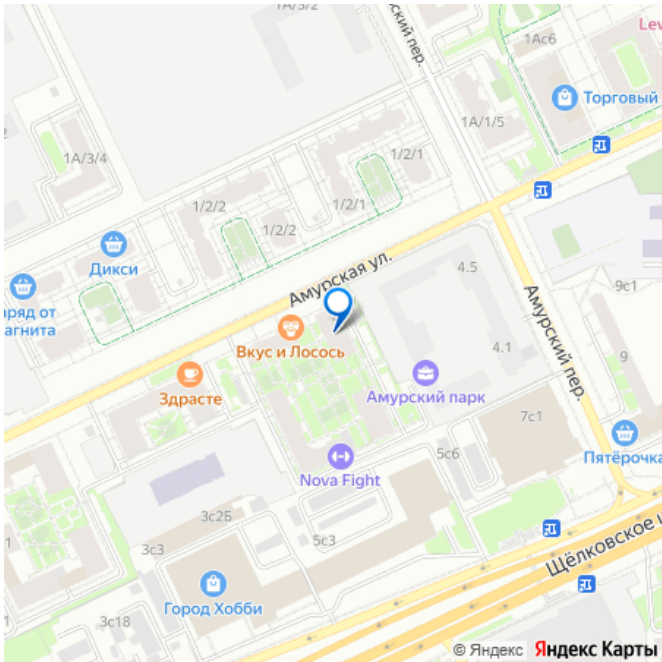 1А/3/2
ский пер.
1Ас6
Lev
Торговый
1А/1/5
1А/3/4
1/2/1
1/2/2
1/2/1
1/2/2
Дикси
Амурская ул.
4.5
9с1
ряд от
агнита
Вкус и Лосось
Амурский пер.
4.1
9
Здрасте
Амурский парк
7с1
5с6
Пятёрочка
Nova Fight
3с2Б
5с3
3с3
Щёлковское
1
Город Хобби
3с18
© Яндекс Яндекс Карты